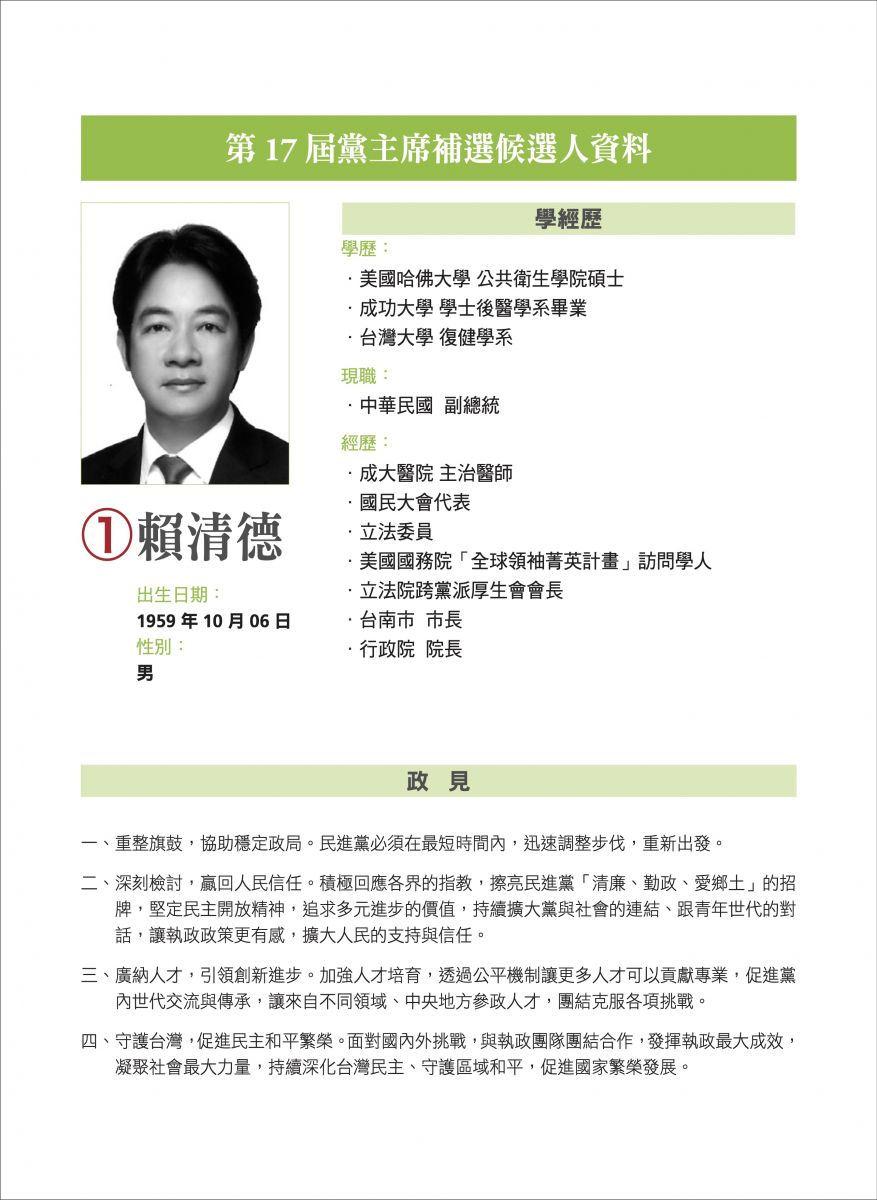 第 17 屆黨主席補選候選人資料
學經歷
學歷：
．美國哈佛大學 公共衛生學院碩士
．成功大學 學士後醫學系畢業
．台灣大學 復健學系
現職：
．中華民國 副總統
經歷：
．成大醫院 主治醫師
．國民大會代表
．立法委員
．美國國務院「全球領袖菁英計畫」訪問學人
．立法院跨黨派厚生會會長
．台南市 市長
．行政院 院長
①賴清德
出生日期：
1959 年 10 月 06 日
性別：
男
政 見
一、重整旗鼓，協助穩定政局。民進黨必須在最短時間內，迅速調整步伐，重新出發。
二、深刻檢討，贏回人民信任。積極回應各界的指教，擦亮民進黨「清廉、勤政、愛鄉土」的招
牌，堅定民主開放精神，追求多元進步的價值，持續擴大黨與社會的連結、跟青年世代的對
話，讓執政政策更有感，擴大人民的支持與信任。
三、廣納人才，引領創新進步。加強人才培育，透過公平機制讓更多人才可以貢獻專業，促進黨
內世代交流與傳承，讓來自不同領域、中央地方參政人才，團結克服各項挑戰。
四、守護台灣，促進民主和平繁榮。面對國內外挑戰，與執政團隊團結合作，發揮執政最大成效，
凝聚社會最大力量，持續深化台灣民主、守護區域和平，促進國家繁榮發展。